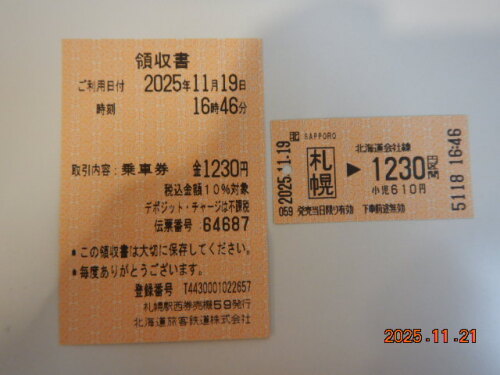 領収書
ご利用日付 2025年11月19日
時刻 16時46分
取引内容:乗車券 金1230円
税込金額10%対象
デポジット・チャージは不課税
伝票番号 64687
*この領収書は大切に保存してください。
*毎度ありがとうございます。
登録番号 T4430001022657
札幌駅西券売機59発行
北海道旅客鉄道株式会社
2025.11.19
059
北 SAPPORO
北海道会社線
札幌 ▶ 1230円区間
小児610円
発売当日限り有効 下車前途無効
5118 16:46
2025.11.21